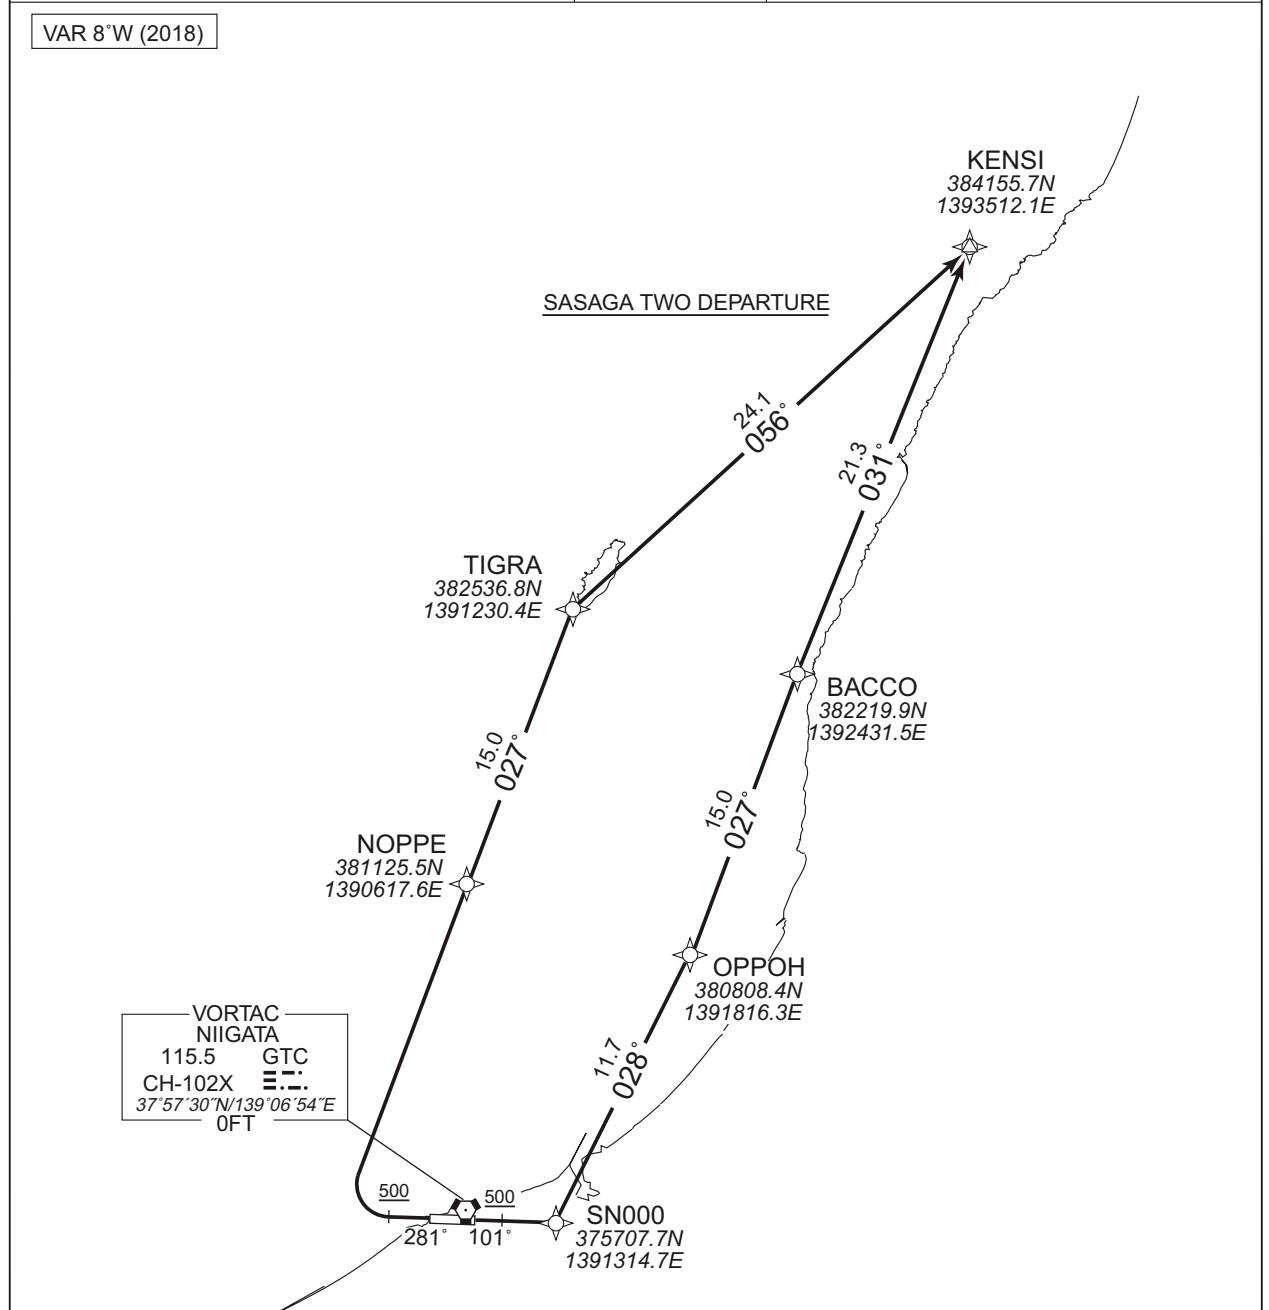 VAR 8°W (2018)
KENSI
384155.7N
1393512.1E
SASAGA TWO DEPARTURE
24.1
056°
21.3
031°
TIGRA
382536.8N
1391230.4E
BACCO
382219.9N
1392431.5E
15.0
027°
15.0
027°
NOPPE
381125.5N
1390617.6E
OPPOH
380808.4N
1391816.3E
VORTAC
NIIGATA
115.5 GTC
CH-102X
37°57′30″N/139°06′54″E
0FT
11.7
028°
500
500
281° 101°
SN000
375707.7N
1391314.7E